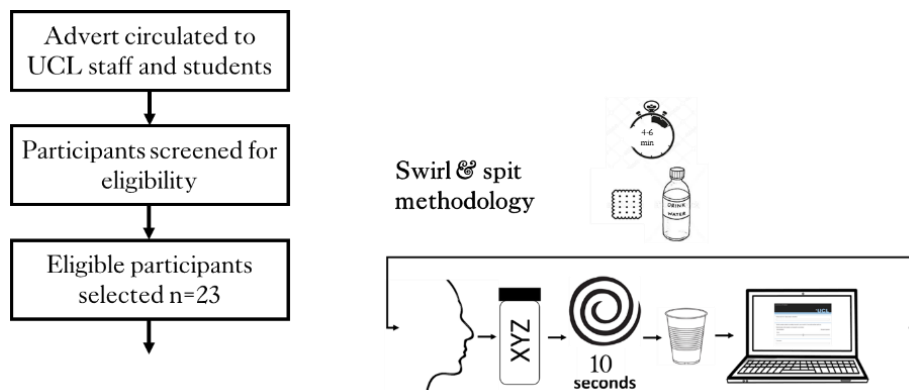 Advert circulated to
UCL staff and students
Participants screened for
eligibility
Eligible participants
selected n=23
Swirl & spit
methodology
4-6
min
DRINK
WATER
XYZ
10
seconds
UCL